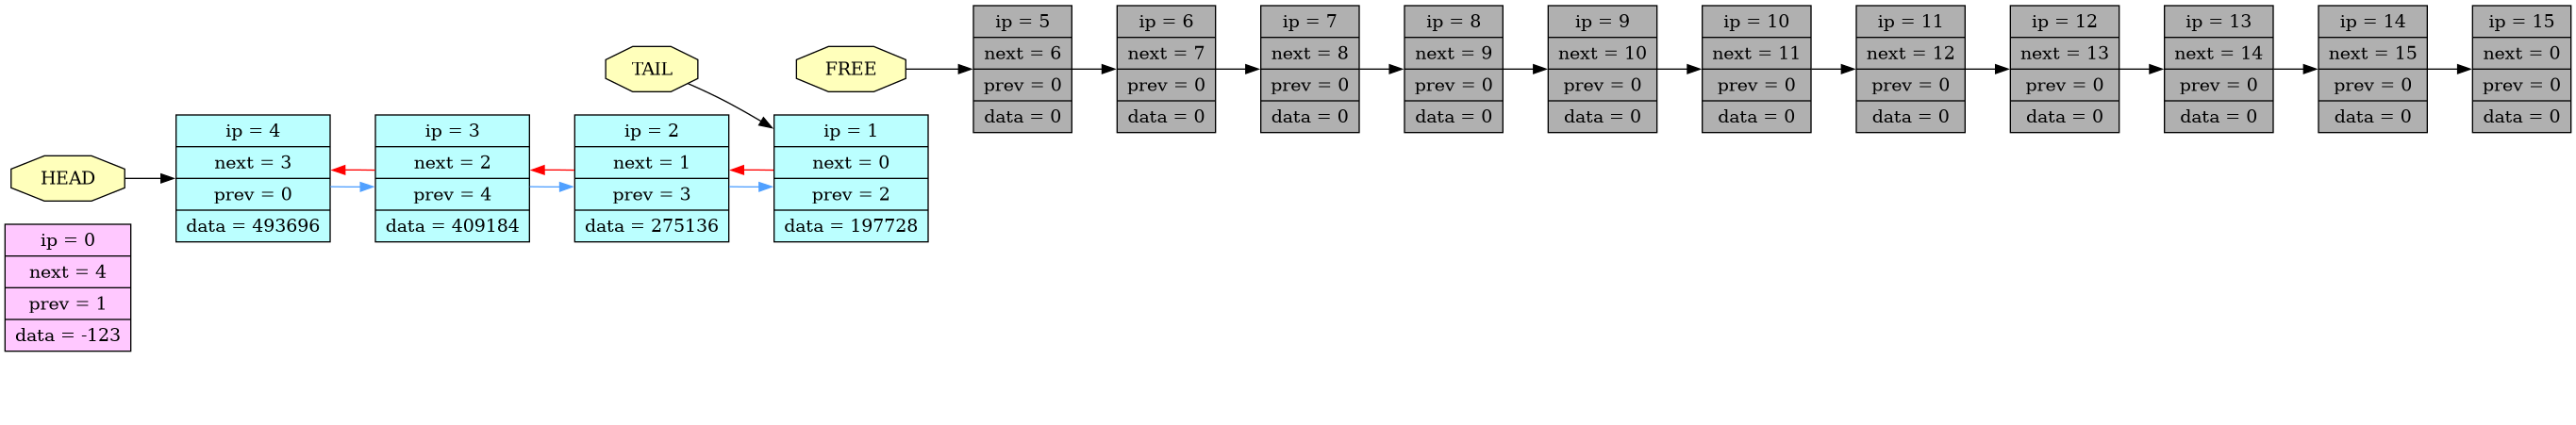 HEAD
ip = 0
next = 4
prev = 1
data = -123
ip = 4
next = 3
prev = 0
data = 493696
ip = 3
next = 2
prev = 4
data = 409184
TAIL
ip = 2
next = 1
prev = 3
data = 275136
FREE
ip = 1
next = 0
prev = 2
data = 197728
ip = 5
next = 6
prev = 0
data = 0
ip = 6
next = 7
prev = 0
data = 0
ip = 7
next = 8
prev = 0
data = 0
ip = 8
next = 9
prev = 0
data = 0
ip = 9
next = 10
prev = 0
data = 0
ip = 10
next = 11
prev = 0
data = 0
ip = 11
next = 12
prev = 0
data = 0
ip = 12
next = 13
prev = 0
data = 0
ip = 13
next = 14
prev = 0
data = 0
ip = 14
next = 15
prev = 0
data = 0
ip = 15
next = 0
prev = 0
data = 0